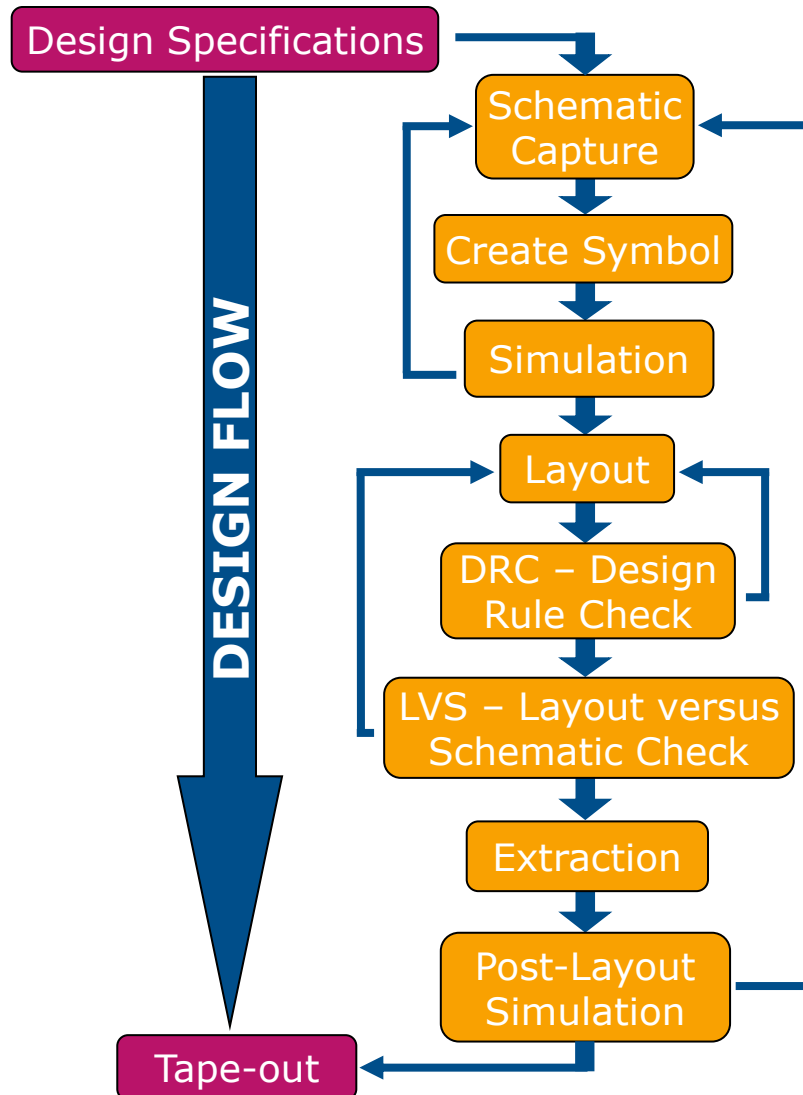 Design Specifications
Schematic
Capture
Create Symbol
Simulation
DESIGN FLOW
Layout
DRC – Design
Rule Check
LVS – Layout versus
Schematic Check
Extraction
Post-Layout
Simulation
Tape-out